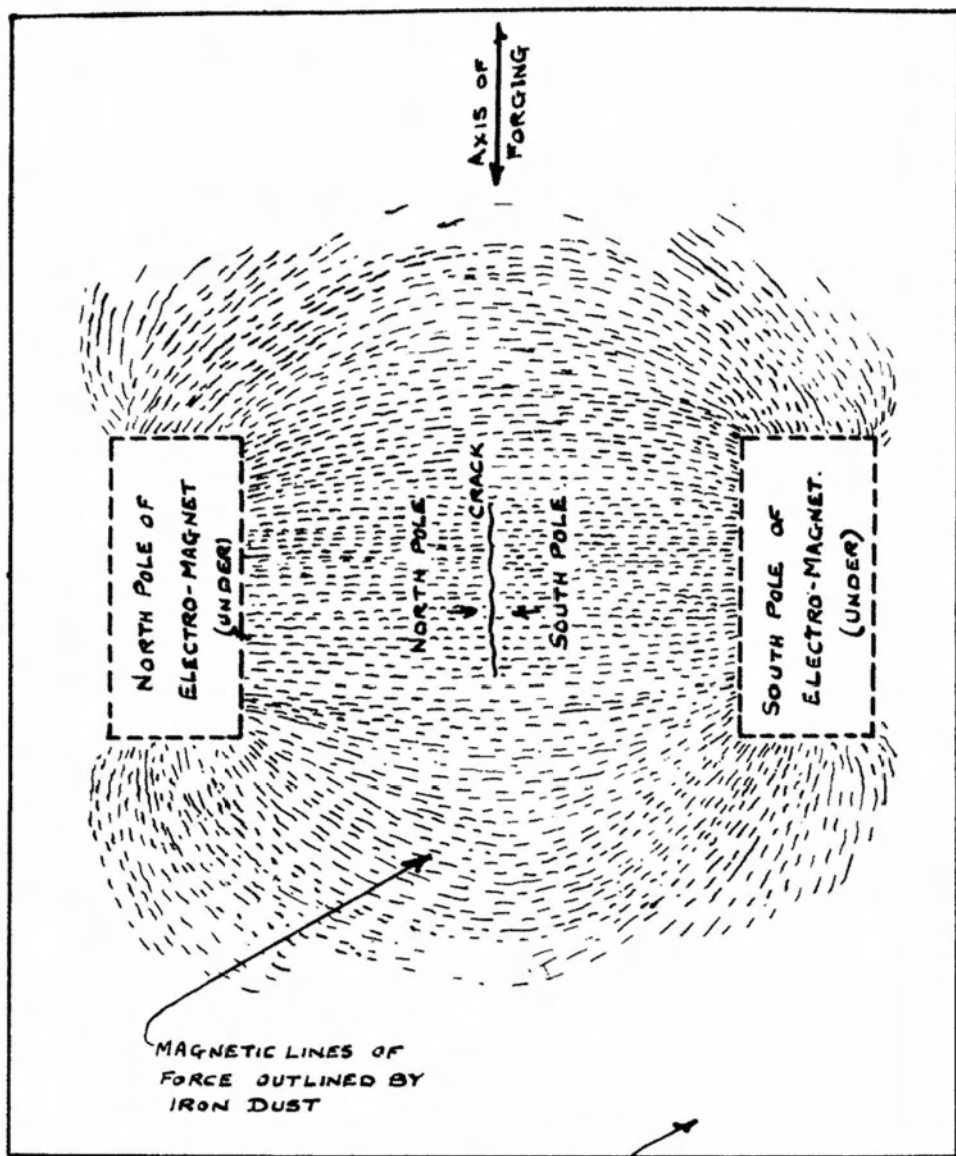 AXIS OF
FORGING
NORTH POLE OF
ELECTRO-MAGNET
(UNDER)
NORTH POLE
CRACK
SOUTH POLE
SOUTH POLE OF
ELECTRO-MAGNET.
(UNDER)
MAGNETIC LINES OF
FORCE OUTLINED BY
IRON DUST